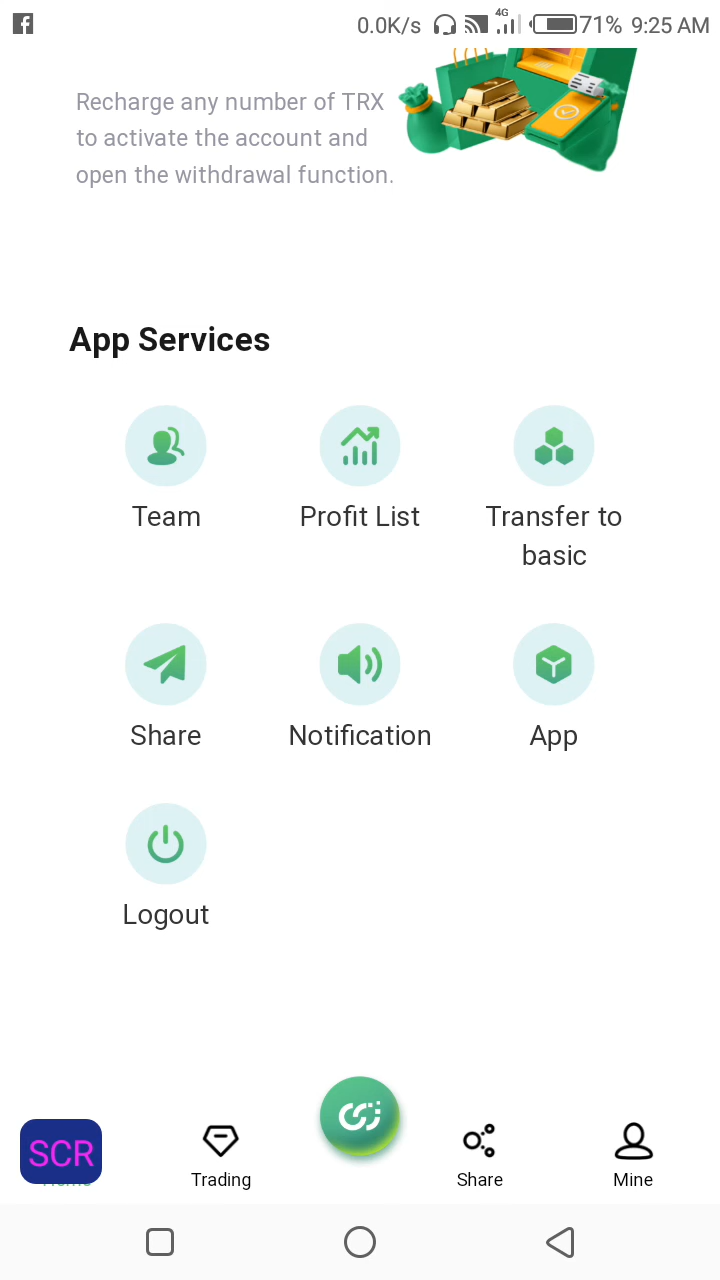 0.0K/s 4G 71% 9:25 AM
Recharge any number of TRX
to activate the account and
open the withdrawal function.
App Services
Team
Profit List
Transfer to
basic
Share
Notification
App
Logout
SCR
Home
Trading
Share
Mine